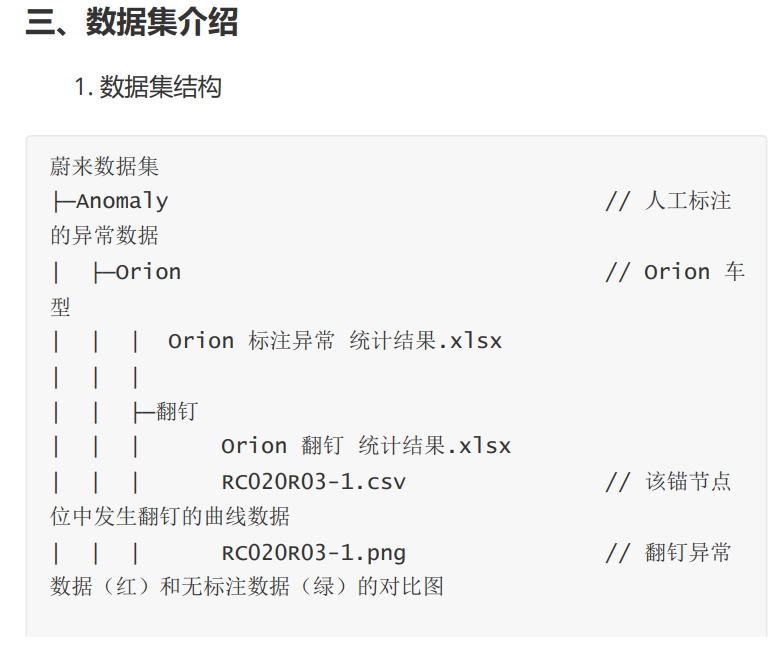 三、数据集介绍
1. 数据集结构
蔚来数据集
├─Anomaly // 人工标注
的异常数据
| ├─Orion // Orion 车
型
| | | Orion 标注异常 统计结果.xlsx
| | |
| | ├─翻钉
| | | Orion 翻钉 统计结果.xlsx
| | | RC020R03-1.csv // 该锚节点
位中发生翻钉的曲线数据
| | | RC020R03-1.png // 翻钉异常
数据（红）和无标注数据（绿）的对比图